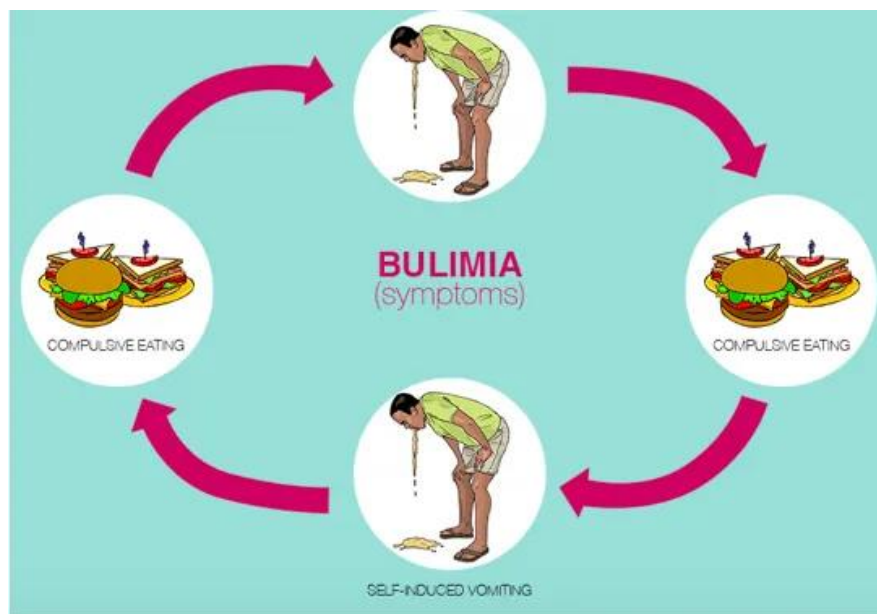 BULIMIA
(symptoms)
COMPULSIVE EATING
COMPULSIVE EATING
SELF-INDUCED VOMITING